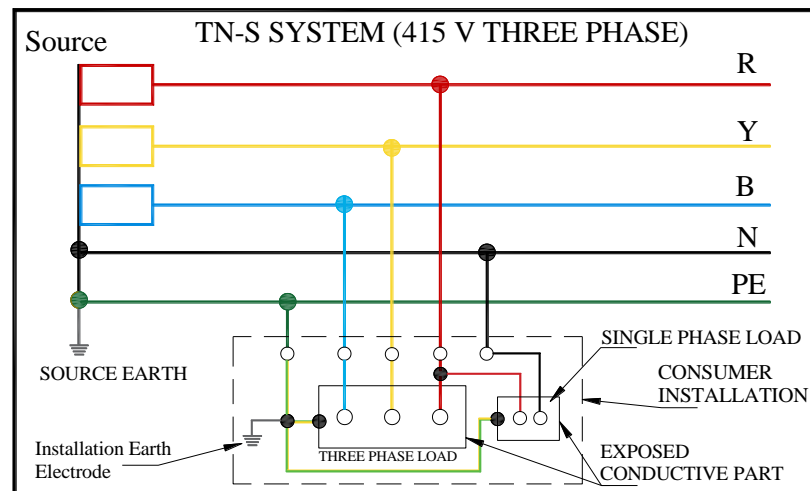 Source
TN-S SYSTEM (415 V THREE PHASE)
R
Y
B
N
PE
SOURCE EARTH
SINGLE PHASE LOAD
CONSUMER
INSTALLATION
Installation Earth
Electrode
THREE PHASE LOAD
EXPOSED
CONDUCTIVE PART